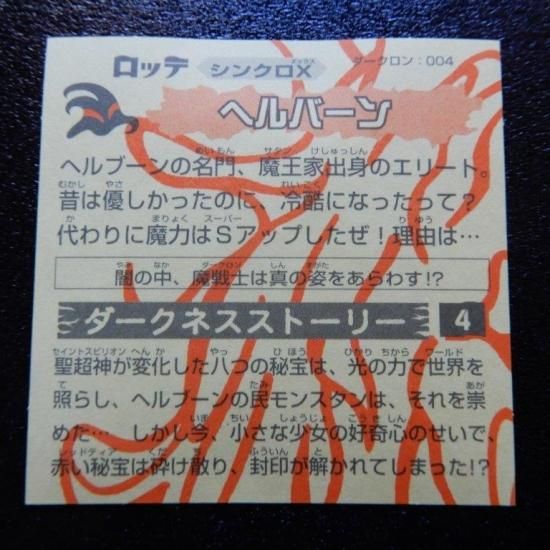 ロッテ シンクロX ダークロン：004
ヘルバーン
ヘルブーンの名門、魔王家出身のエリート。
昔は優しかったのに、冷酷になったって？
代わりに魔力はSアップしたぜ！理由は…
闇の中、魔戦士は真の姿をあらわす!?
ダークネスストーリー 4
聖超神が変化した八つの秘宝は、光の力で世界を
照らし、ヘルブーンの民モンスタンは、それを崇
めた… しかし今、小さな少女の好奇心のせいで、
赤い秘宝は砕け散り、封印が解かれてしまった!?